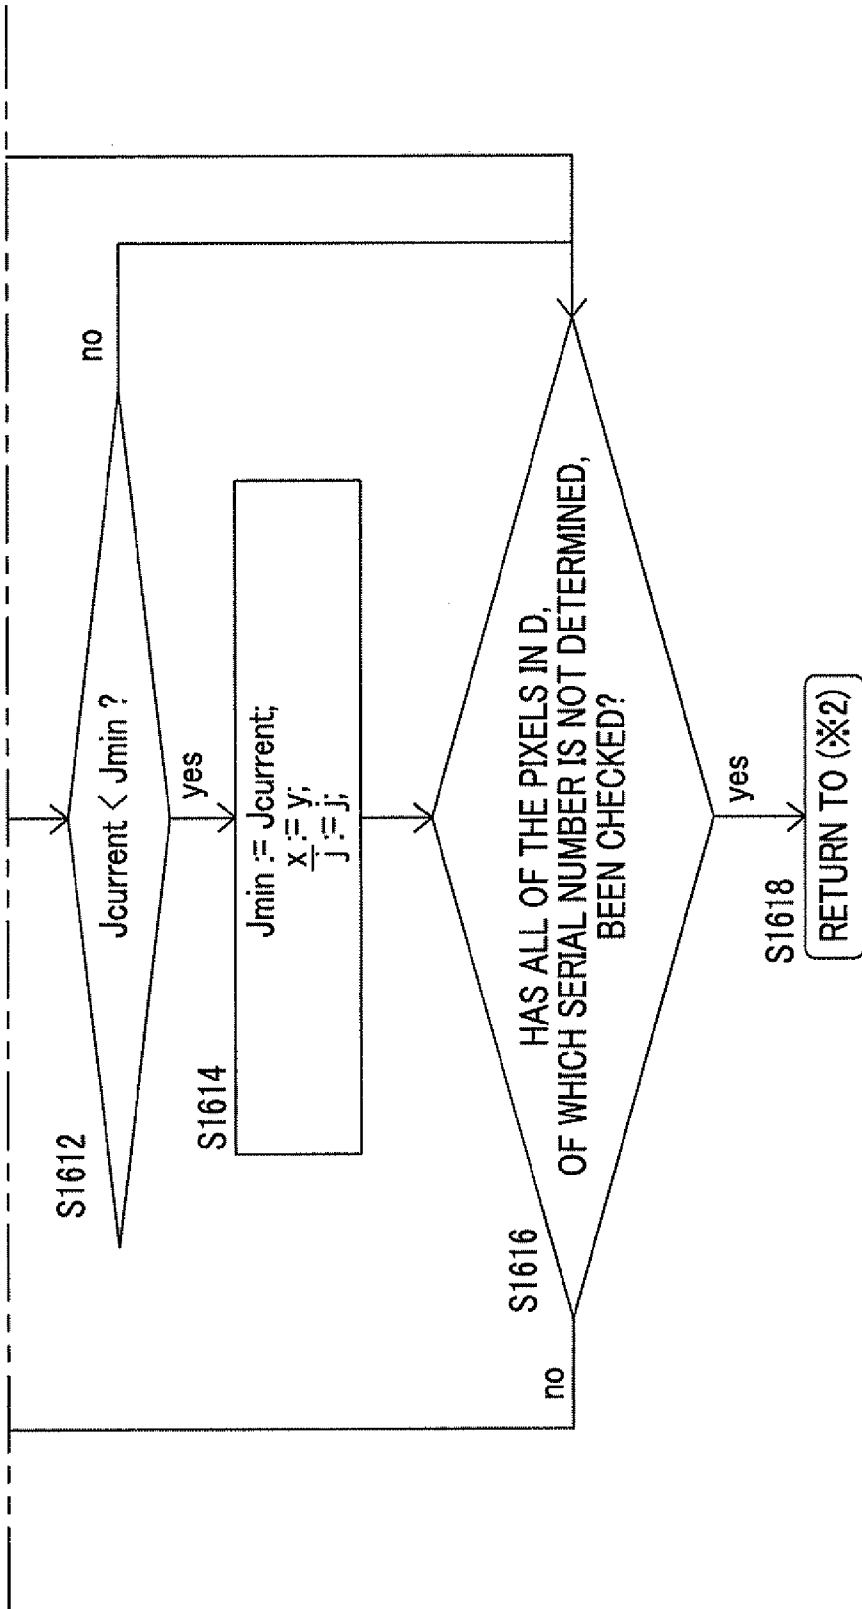 S1612
Jcurrent < Jmin ?
no
yes
S1614
Jmin := Jcurrent;
x := y;
j := j;
S1616
HAS ALL OF THE PIXELS IN D,
OF WHICH SERIAL NUMBER IS NOT DETERMINED,
BEEN CHECKED?
no
yes
S1618
RETURN TO (※2)